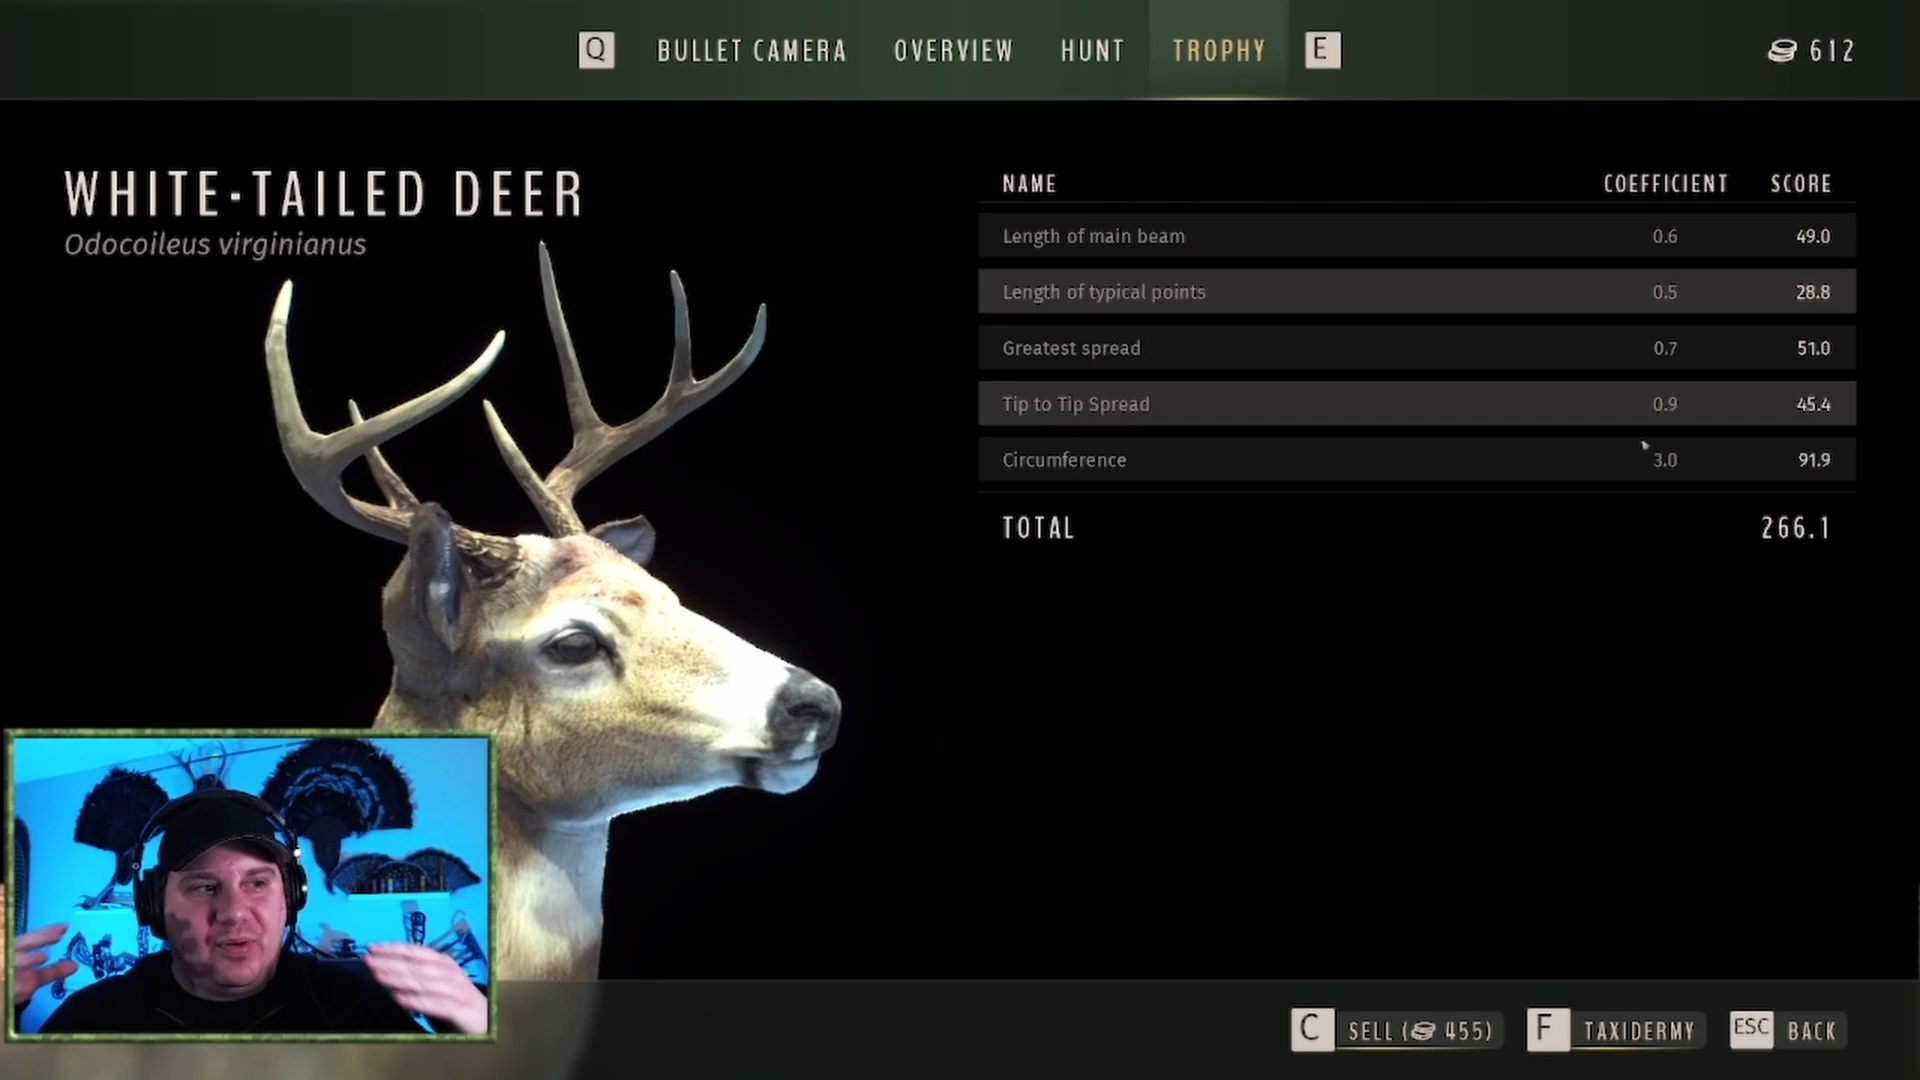 Q BULLET CAMERA OVERVIEW HUNT TROPHY E 612
WHITE-TAILED DEER
Odocoileus virginianus
NAME COEFFICIENT SCORE
Length of main beam 0.6 49.0
Length of typical points 0.5 28.8
Greatest spread 0.7 51.0
Tip to Tip Spread 0.9 45.4
Circumference 3.0 91.9
TOTAL 266.1
C SELL (455) F TAXIDERMY ESC BACK